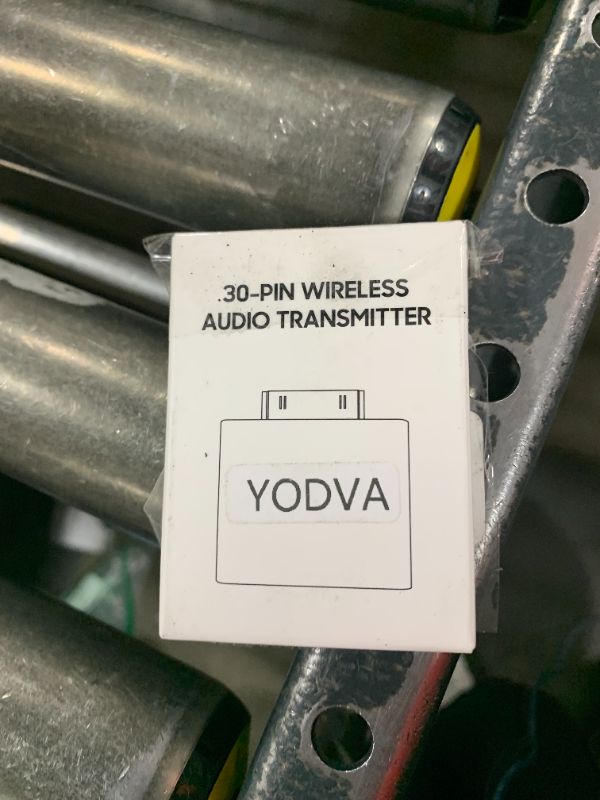 .30-PIN WIRELESS
AUDIO TRANSMITTER
YODVA